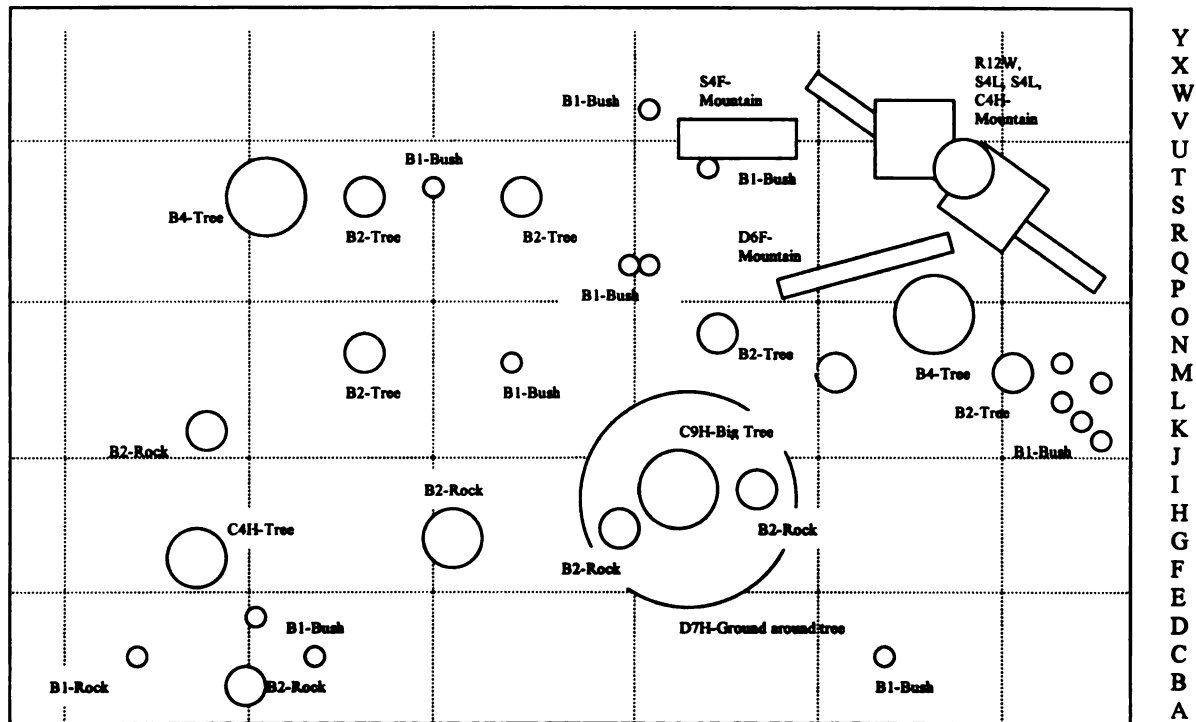 Y
X
R12W,
S4L, S4L,
C4H-
Mountain
S4F-
Mountain
W
B1-Bush
V
U
B1-Bush
B1-Bush
T
B4-Tree
S
B2-Tree
B2-Tree
R
D6F-
Mountain
Q
B1-Bush
P
O
B2-Tree
N
B2-Tree
B1-Bush
B4-Tree
M
B2-Tree
L
C9H-Big Tree
K
B2-Rock
B1-Bush
J
B2-Rock
I
C4H-Tree
B2-Rock
H
G
B2-Rock
F
E
B1-Bush
D7H-Ground around tree
D
C
B1-Rock
B2-Rock
B1-Bush
B
A